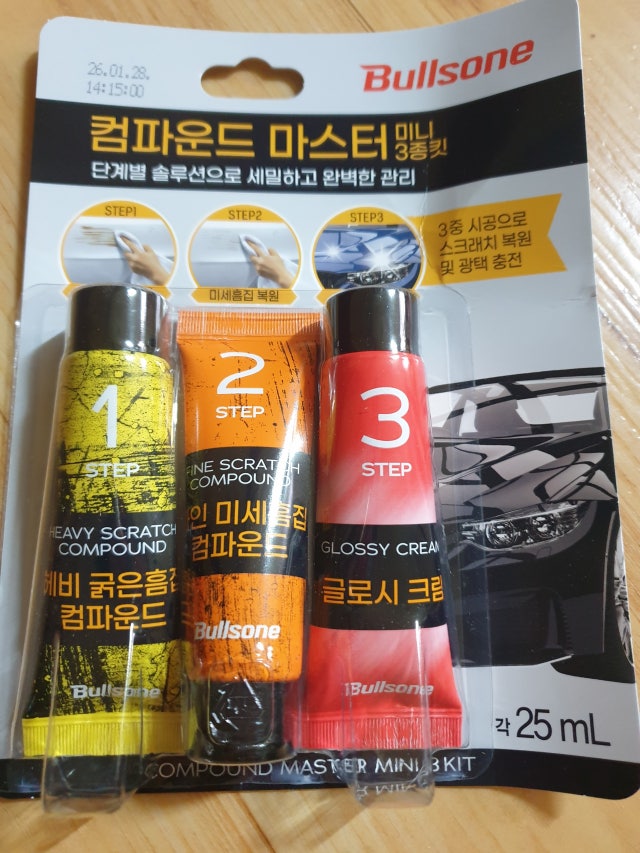 26.01.28.
14:15:00
Bullsone
컴파운드 마스터 미니 3종킷
단계별 솔루션으로 세밀하고 완벽한 관리
STEP1
STEP2
STEP3
미세흠집 복원
3중 시공으로
스크래치 복원
및 광택 충전
1
STEP
HEAVY SCRATCH
COMPOUND
헤비 굵은흠집
컴파운드
Bullsone
2
STEP
FINE SCRATCH
COMPOUND
미세흠집
컴파운드
Bullsone
3
STEP
GLOSSY CREAM
글로시 크림
Bullsone
각 25 mL
COMPOUND MASTER MINI 3 KIT